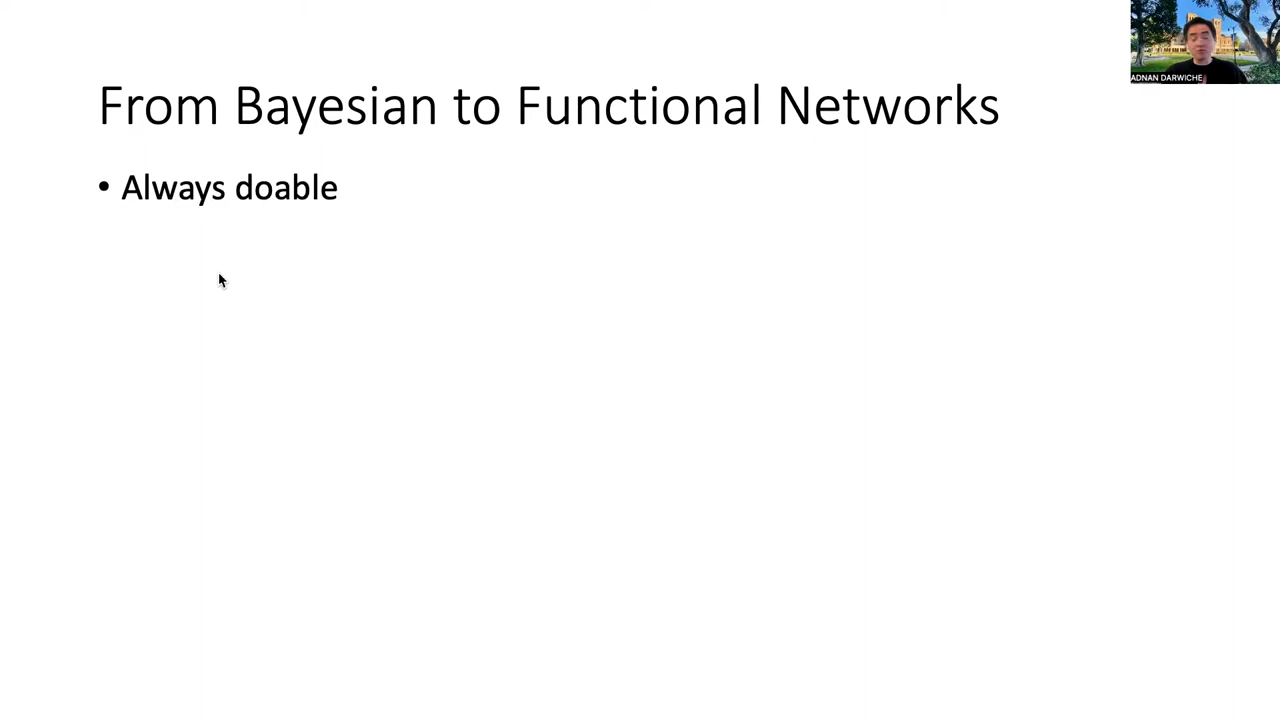 ADNAN DARWICHE
From Bayesian to Functional Networks
• Always doable